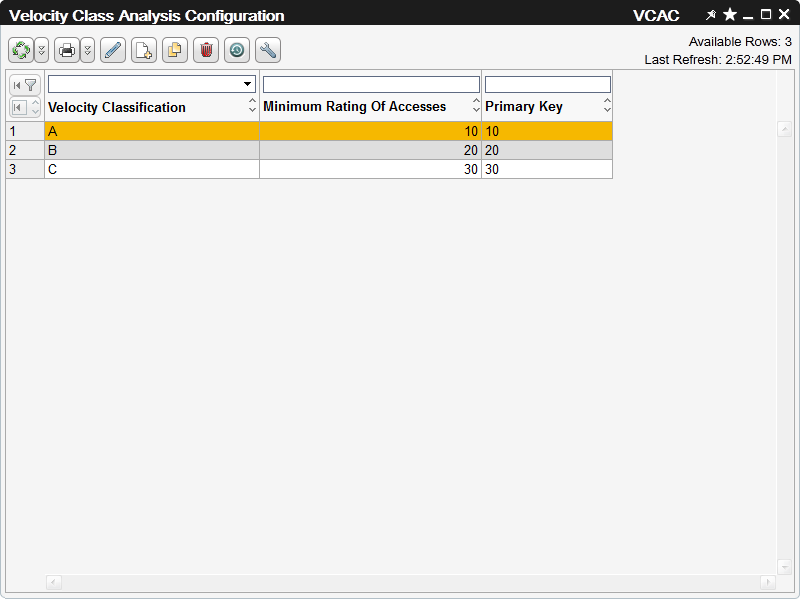 Velocity Class Analysis Configuration VCAC
Available Rows: 3
Last Refresh: 2:52:49 PM
Velocity Classification Minimum Rating Of Accesses Primary Key
1 A 10 10
2 B 20 20
3 C 30 30